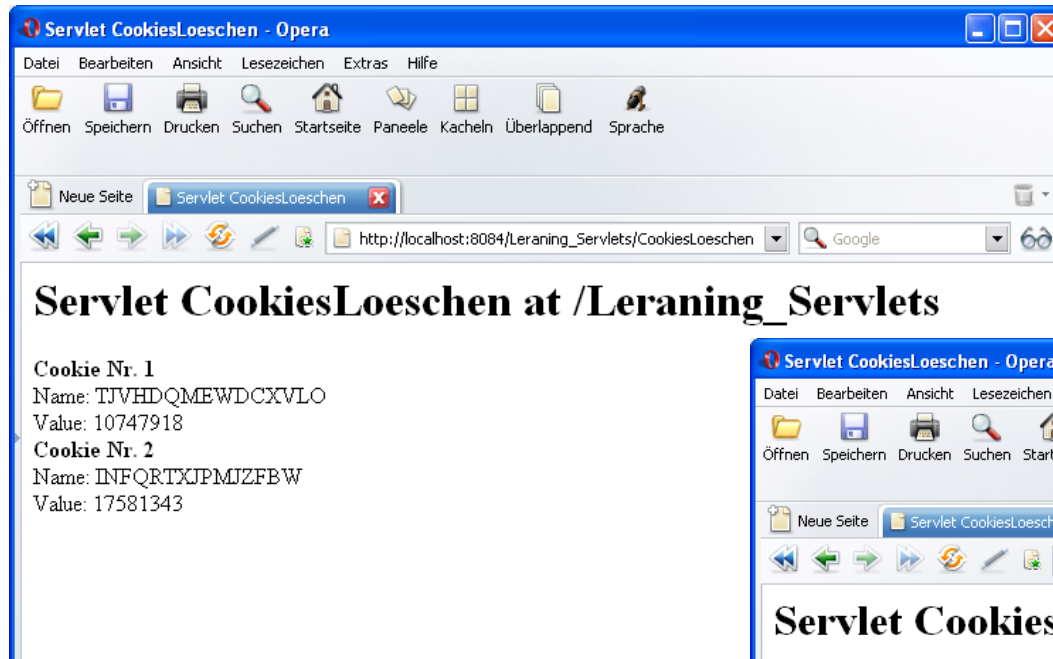 Servlet CookiesLoeschen - Opera
Datei Bearbeiten Ansicht Lesezeichen Extras Hilfe
Öffnen Speichern Drucken Suchen Startseite Paneele Kacheln Überlappend Sprache
Neue Seite Servlet CookiesLoeschen
http://localhost:8084/Leraning_Servlets/CookiesLoeschen Google
Servlet CookiesLoeschen at /Leraning_Servlets
Cookie Nr. 1
Name: TJVHDQMEWDCXVLO
Value: 10747918
Cookie Nr. 2
Name: INFQRTXJPMJZFBW
Value: 17581343
Servlet CookiesLoeschen - Opera
Datei Bearbeiten Ansicht Lesezeichen
Öffnen Speichern Drucken Suchen Start
Neue Seite Servlet CookiesLoesch
Servlet Cookies